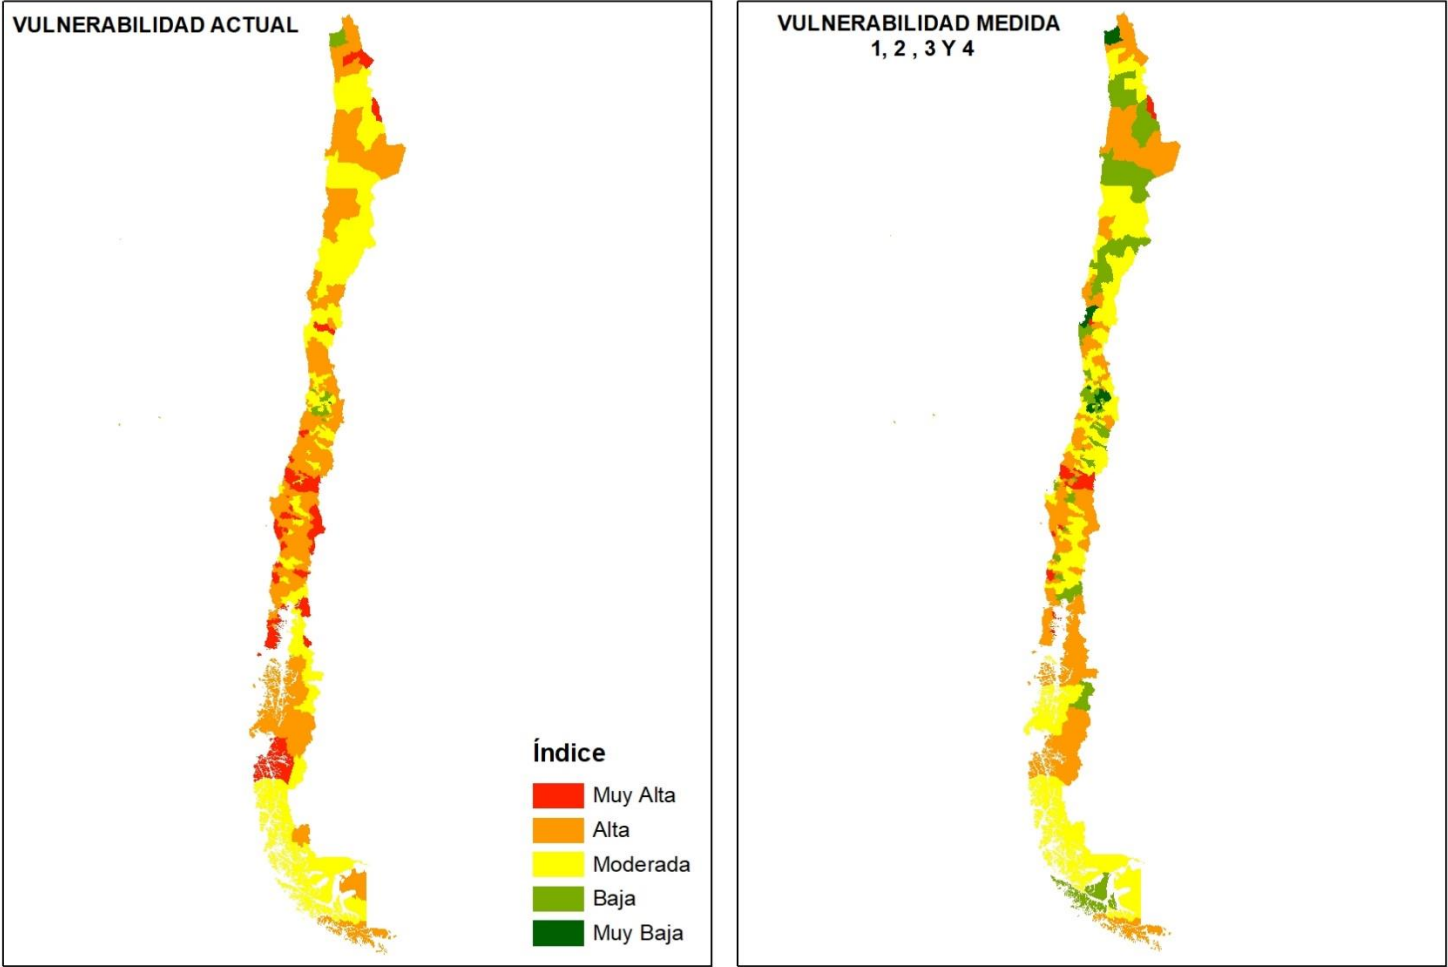 VULNERABILIDAD ACTUAL
VULNERABILIDAD MEDIDA
1, 2 , 3 Y 4
Índice
Muy Alta
Alta
Moderada
Baja
Muy Baja